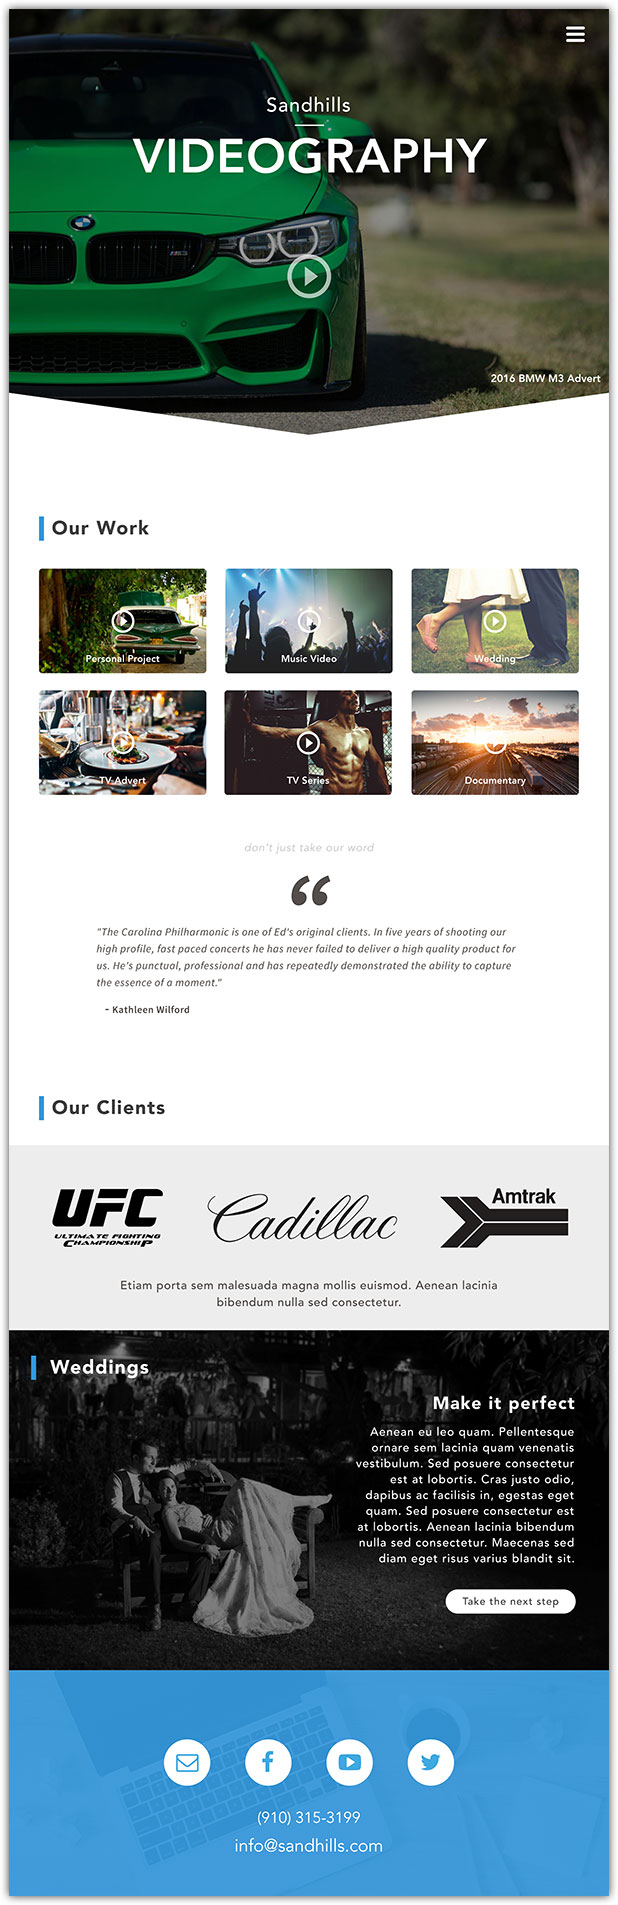 Sandhills
VIDEOGRAPHY
2016 BMW M3 Advert
Our Work
Personal Project
Music Video
Wedding
TV Advert
TV Series
Documentary
don't just take our word
“
"The Carolina Philharmonic is one of Ed's original clients. In five years of shooting our
high profile, fast paced concerts he has never failed to deliver a high quality product for
us. He's punctual, professional and has repeatedly demonstrated the ability to capture
the essence of a moment."
- Kathleen Wilford
Our Clients
UFC
ULTIMATE FIGHTING
CHAMPIONSHIP
Cadillac
Amtrak
Etiam porta sem malesuada magna mollis euismod. Aenean lacinia
bibendum nulla sed consectetur.
Weddings
Make it perfect
Aenean eu leo quam. Pellentesque
ornare sem lacinia quam venenatis
vestibulum. Sed posuere consectetur
est at lobortis. Cras justo odio,
dapibus ac facilisis in, egestas eget
quam. Sed posuere consectetur est
at lobortis. Aenean lacinia bibendum
nulla sed consectetur. Maecenas sed
diam eget risus varius blandit sit.
Take the next step
(910) 315-3199
info@sandhills.com